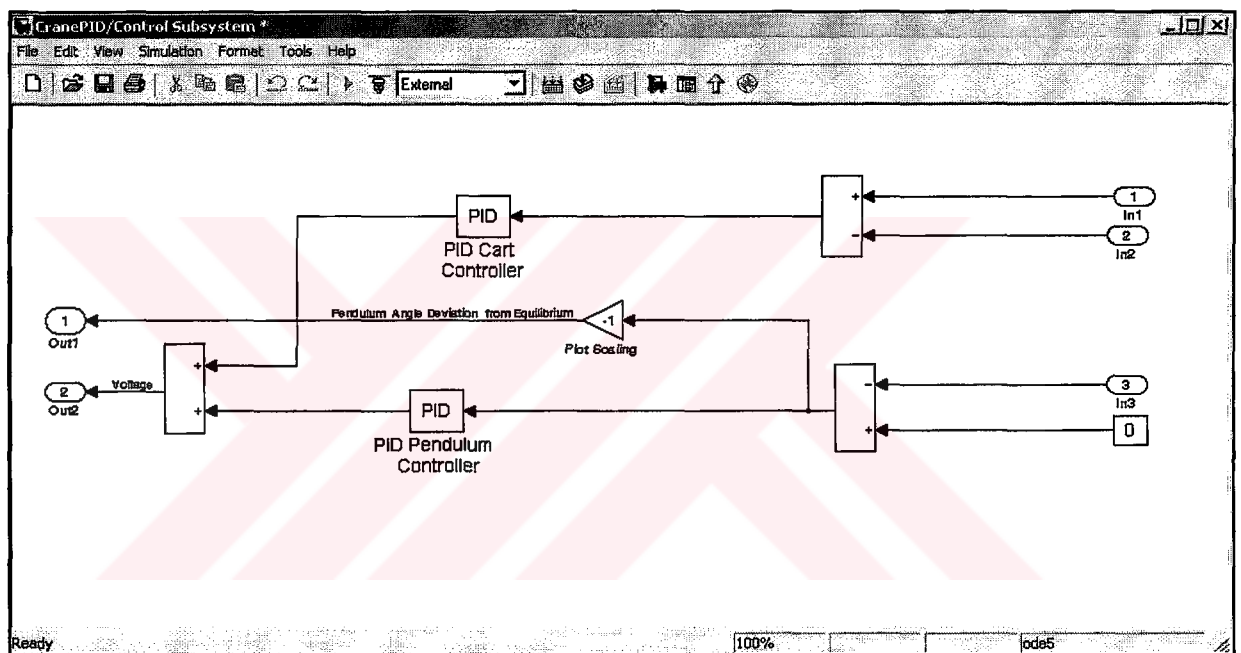 CranePID/Control Subsystem *
File Edit View Simulation Format Tools Help
External
+
1
In1
PID
-
2
In2
PID Cart
Controller
Pendulum Angle Deviation from Equilibrium
-1
1
Out1
Plot Scaling
+
Voltage
2
Out2
+
PID
-
3
In3
+
0
PID Pendulum
Controller
Ready
100%
ode5